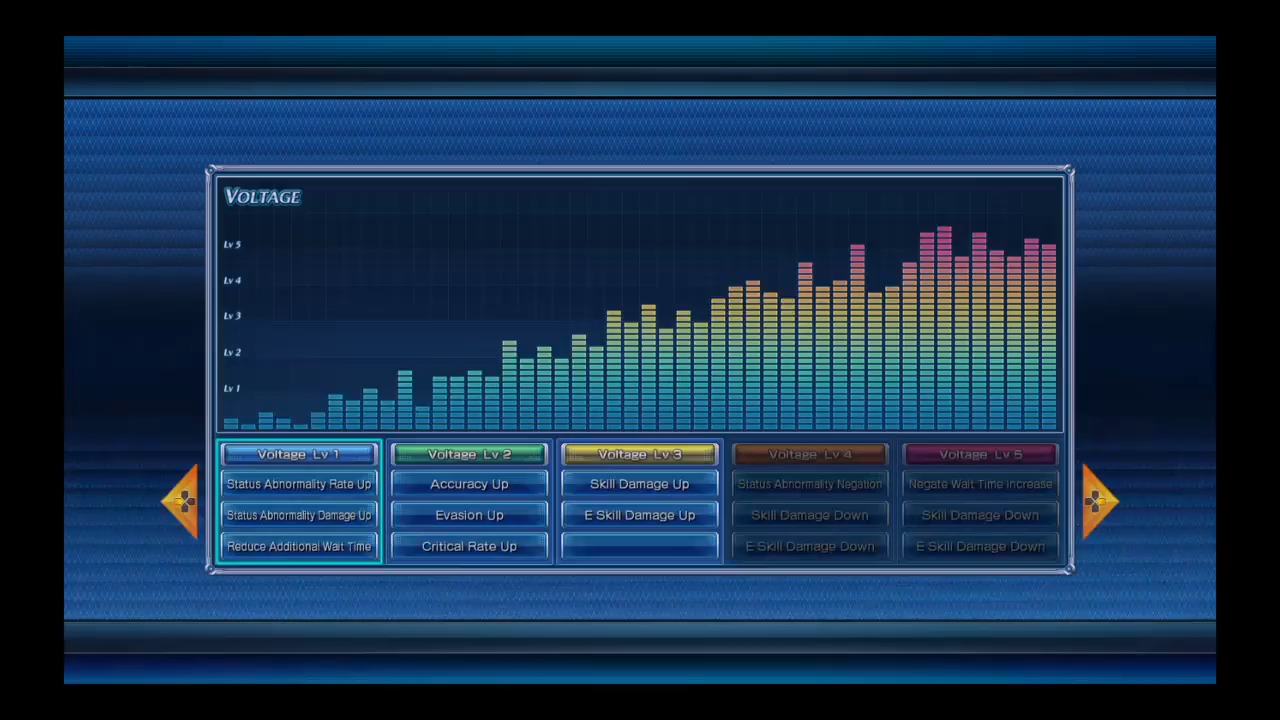 VOLTAGE
Lv 5
Lv 4
Lv 3
Lv 2
Lv 1
Voltage Lv 1
Voltage Lv 2
Voltage Lv 3
Voltage Lv 4
Voltage Lv 5
Status Abnormality Rate Up
Accuracy Up
Skill Damage Up
Status Abnormality Negation
Negate Wait Time Increase
Status Abnormality Damage Up
Evasion Up
E Skill Damage Up
Skill Damage Down
Skill Damage Down
Reduce Additional Wait Time
Critical Rate Up
E Skill Damage Down
E Skill Damage Down